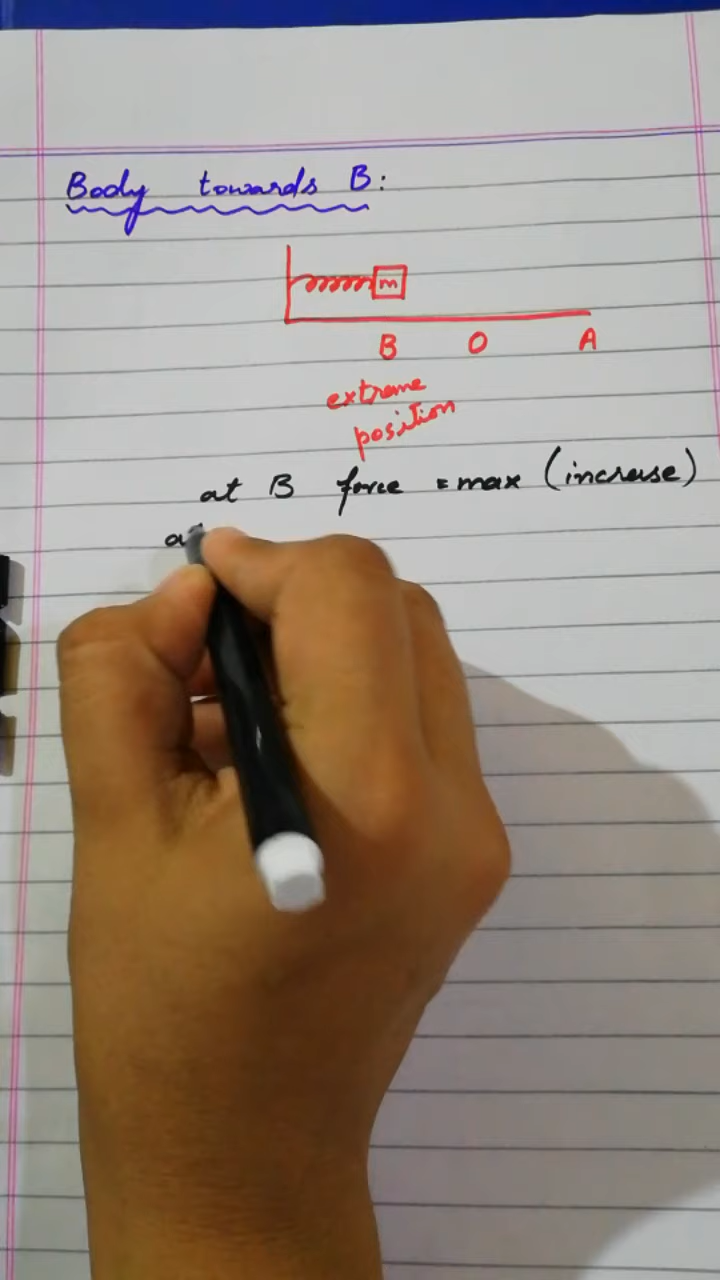 Body towards B:
m
B O A
extreme
position
at B force = max (increase)